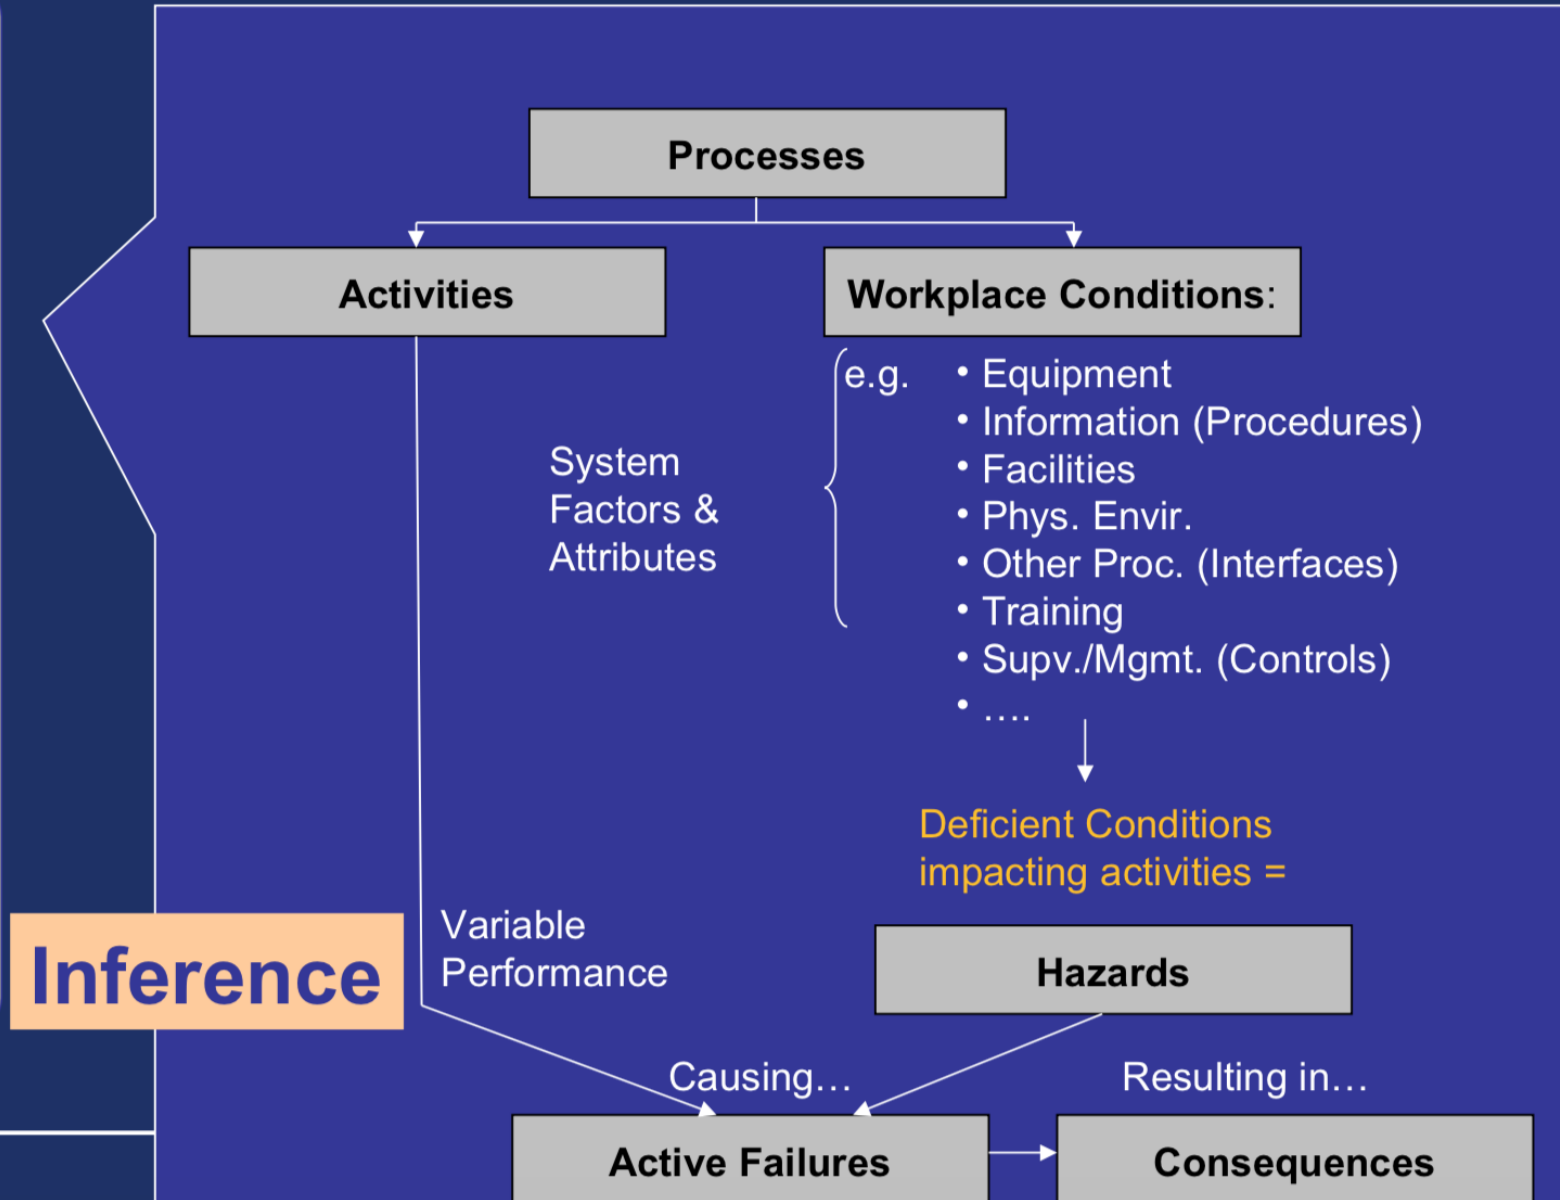 Processes
Activities
Workplace Conditions:
e.g.
• Equipment
• Information (Procedures)
• Facilities
• Phys. Envir.
• Other Proc. (Interfaces)
• Training
• Supv./Mgmt. (Controls)
• ….
System
Factors &
Attributes
Deficient Conditions
impacting activities =
Inference
Variable
Performance
Hazards
Causing…
Resulting in…
Active Failures
Consequences